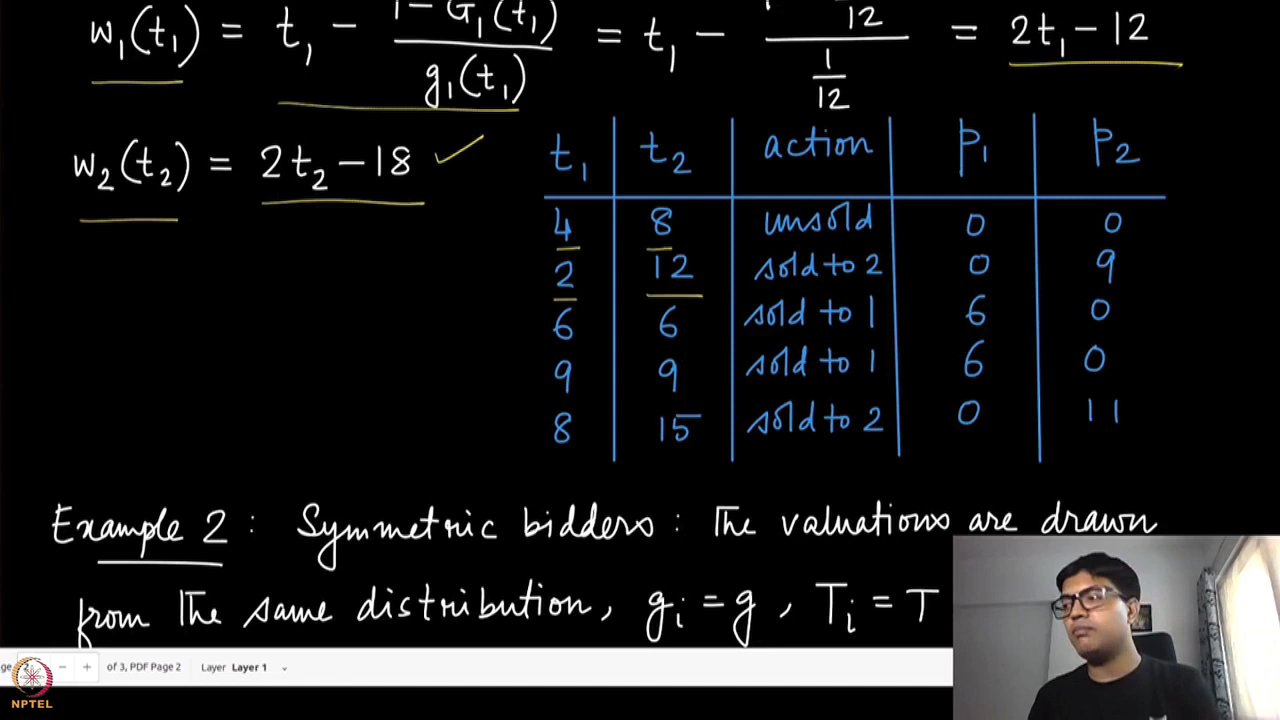 w₁(t₁) = t₁ − (1 − G₁(t₁))/g₁(t₁) = t₁ − /(1/12) = 2t₁ − 12
w₂(t₂) = 2t₂ − 18 ✓
t₁ t₂ action p₁ p₂
4 8 unsold 0 0
2 12 sold to 2 0 9
6 6 sold to 1 6 0
9 9 sold to 1 6 0
8 15 sold to 2 0 11
Example 2 : Symmetric bidders : The valuations are drawn
from the same distribution, gᵢ = g , Tᵢ = T
of 3, PDF Page 2 Layer Layer 1
NPTEL